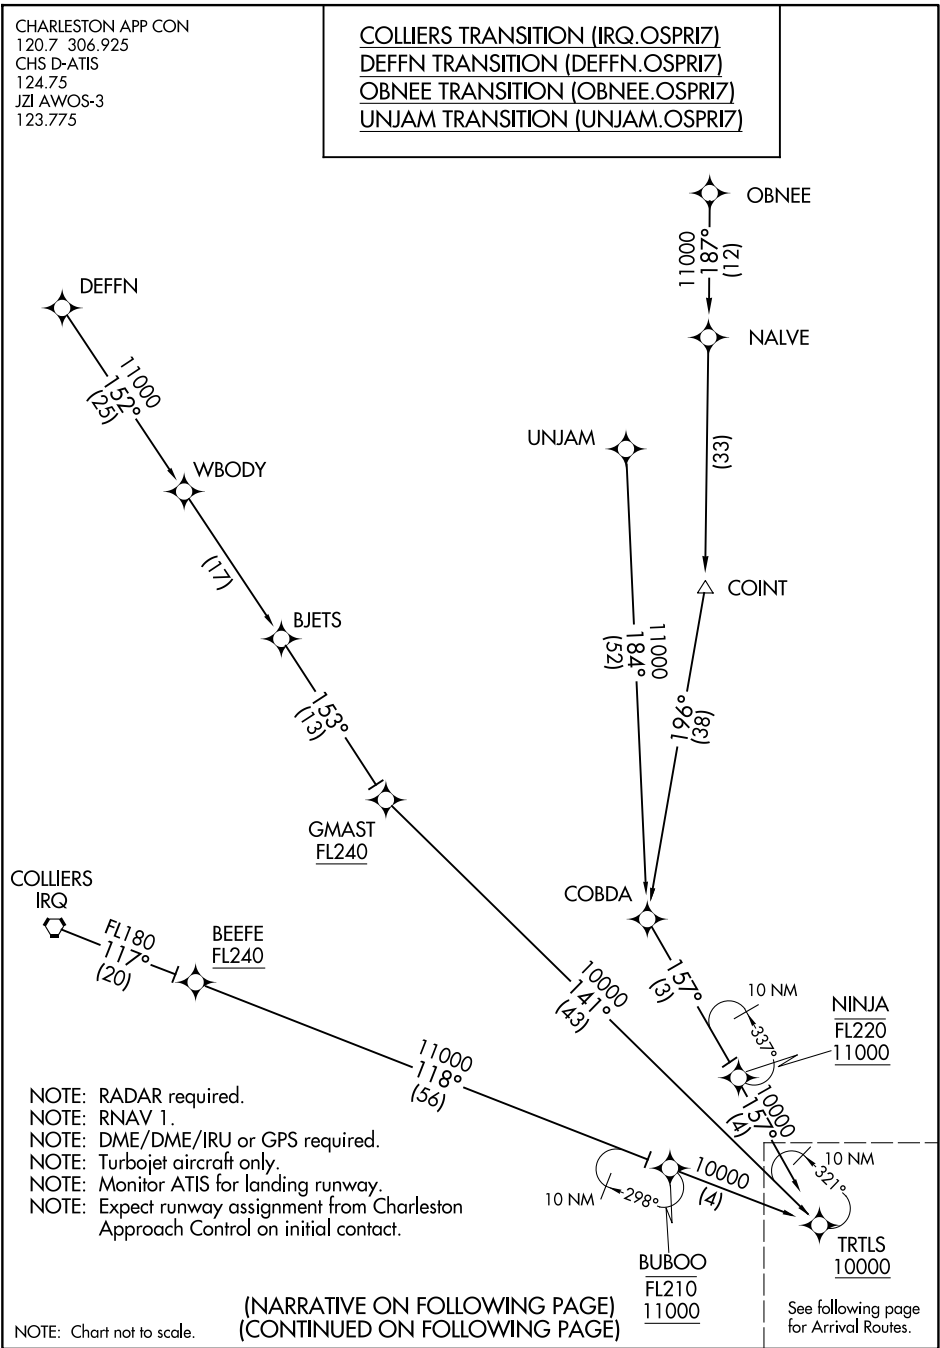 CHARLESTON APP CON
120.7 306.925
CHS D-ATIS
124.75
JZI AWOS-3
123.775
COLLIERS TRANSITION (IRQ.OSPRI7)
DEFFN TRANSITION (DEFFN.OSPRI7)
OBNEE TRANSITION (OBNEE.OSPRI7)
UNJAM TRANSITION (UNJAM.OSPRI7)
OBNEE
11000
187°
(12)
DEFFN
NALVE
11000
152°
(25)
UNJAM
(33)
WBODY
(17)
COINT
BJETS
11000
184°
(52)
153°
(13)
196°
(38)
GMAST
FL240
COLLIERS
IRQ
COBDA
FL180
117°
(20)
BEEFE
FL240
10000
141°
(43)
157°
(3)
10 NM
337°
NINJA
FL220
11000
11000
118°
(56)
10000
157°
(4)
NOTE: RADAR required.
NOTE: RNAV 1.
NOTE: DME/DME/IRU or GPS required.
NOTE: Turbojet aircraft only.
NOTE: Monitor ATIS for landing runway.
NOTE: Expect runway assignment from Charleston
Approach Control on initial contact.
10 NM
321°
10000
(4)
10 NM
298°
TRTLS
10000
BUBOO
FL210
11000
(NARRATIVE ON FOLLOWING PAGE)
(CONTINUED ON FOLLOWING PAGE)
See following page
for Arrival Routes.
NOTE: Chart not to scale.